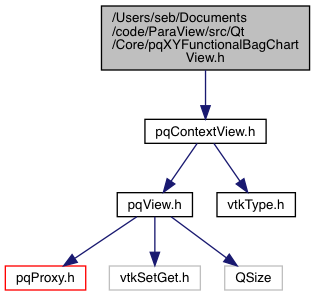 /Users/seb/Documents
/code/ParaView/src/Qt
/Core/pqXYFunctionalBagChart
View.h
pqContextView.h
pqView.h
vtkType.h
pqProxy.h
vtkSetGet.h
QSize